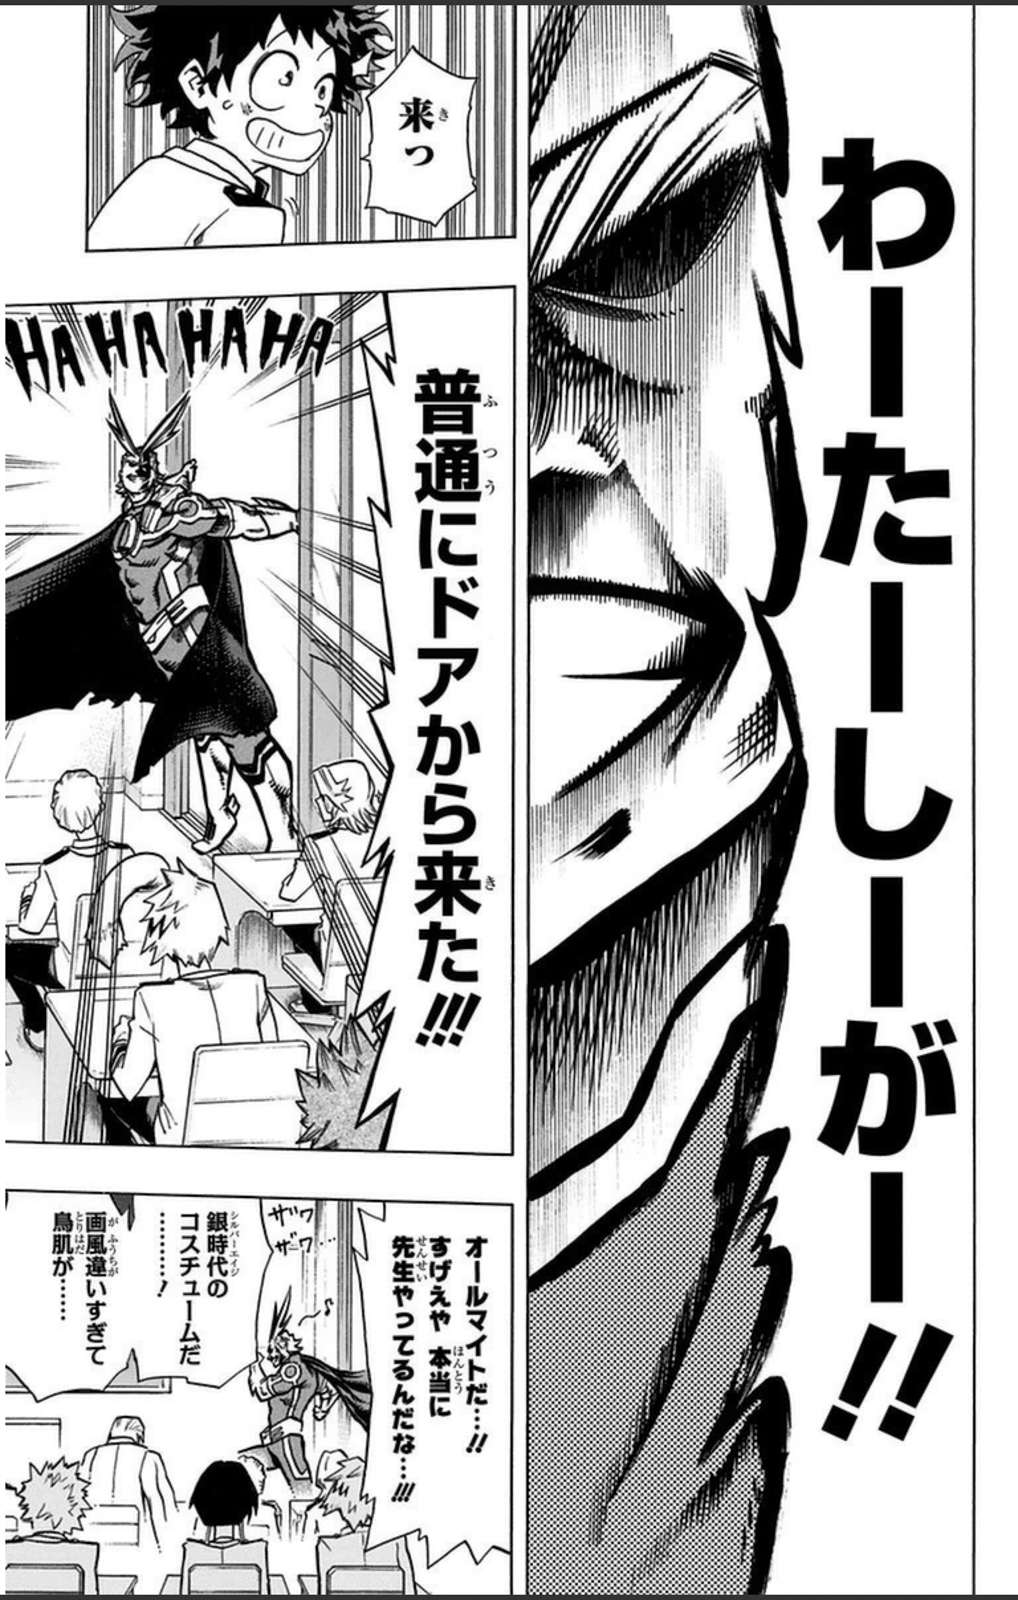 わーたーしーがー!!
来っ
HA HA HA HA
普通にドアから来た!!!
オールマイトだ…!!
すげえや 本当に
先生やってるんだな…!!!
ザワ
ザワ…
銀時代の
コスチュームだ
…………!
画風違いすぎて
鳥肌が……